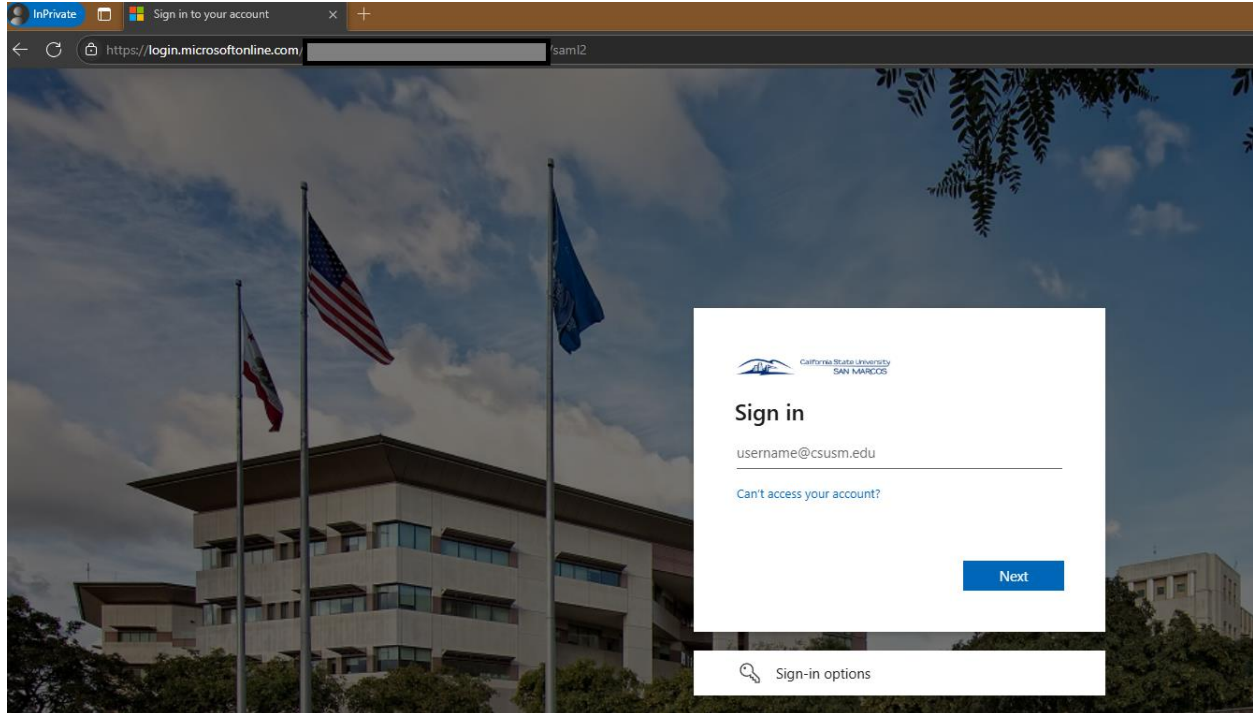 InPrivate
Sign in to your account
https://login.microsoftonline.com/
/saml2
California State University
SAN MARCOS
Sign in
username@csusm.edu
Can't access your account?
Next
Sign-in options